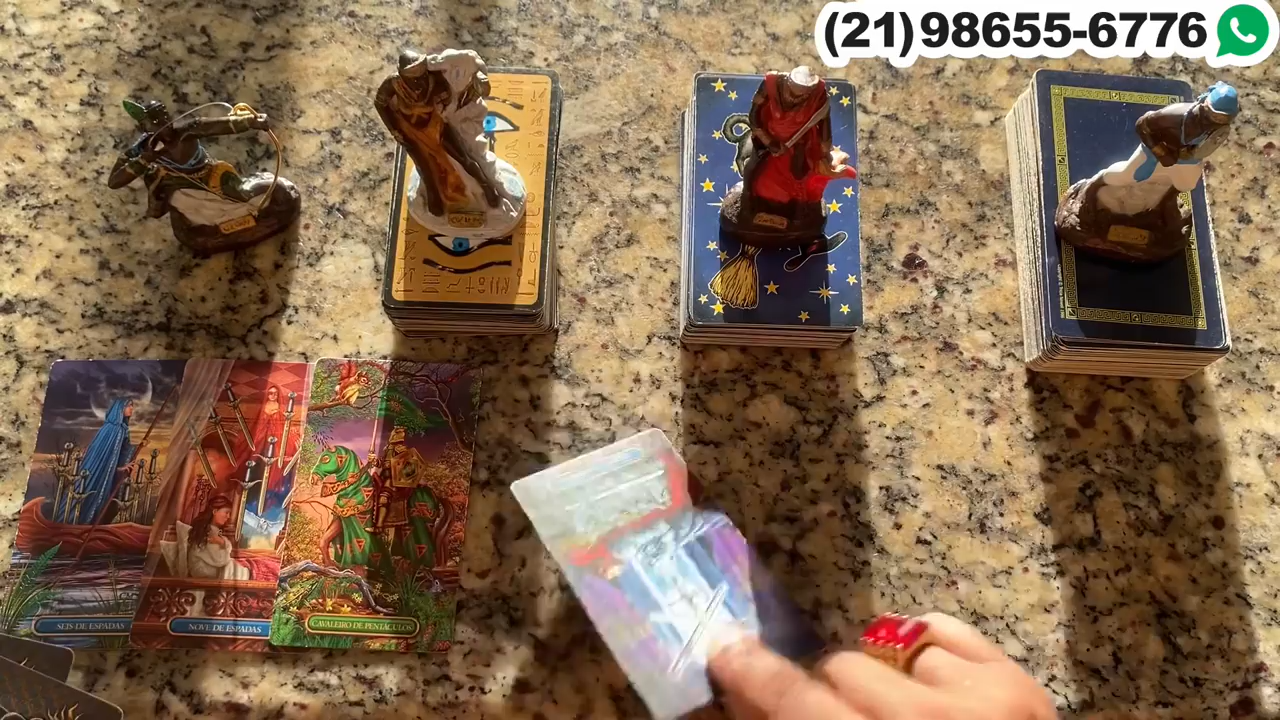 (21)98655-6776
SEIS DE ESPADAS
NOVE DE ESPADAS
CAVALEIRO DE PENTÁCULOS